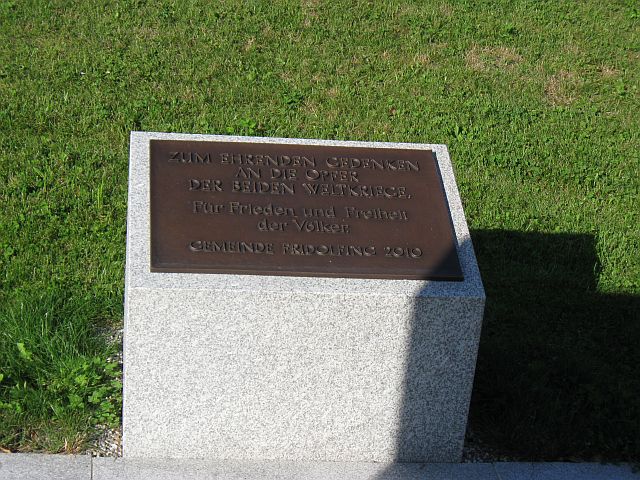 ZUM EHRENDEN GEDENKEN
AN DIE OPFER
DER BEIDEN WELTKRIEGE.
Für Frieden und Freiheit
der Völker.
GEMEINDE FRIDOLFING 2010